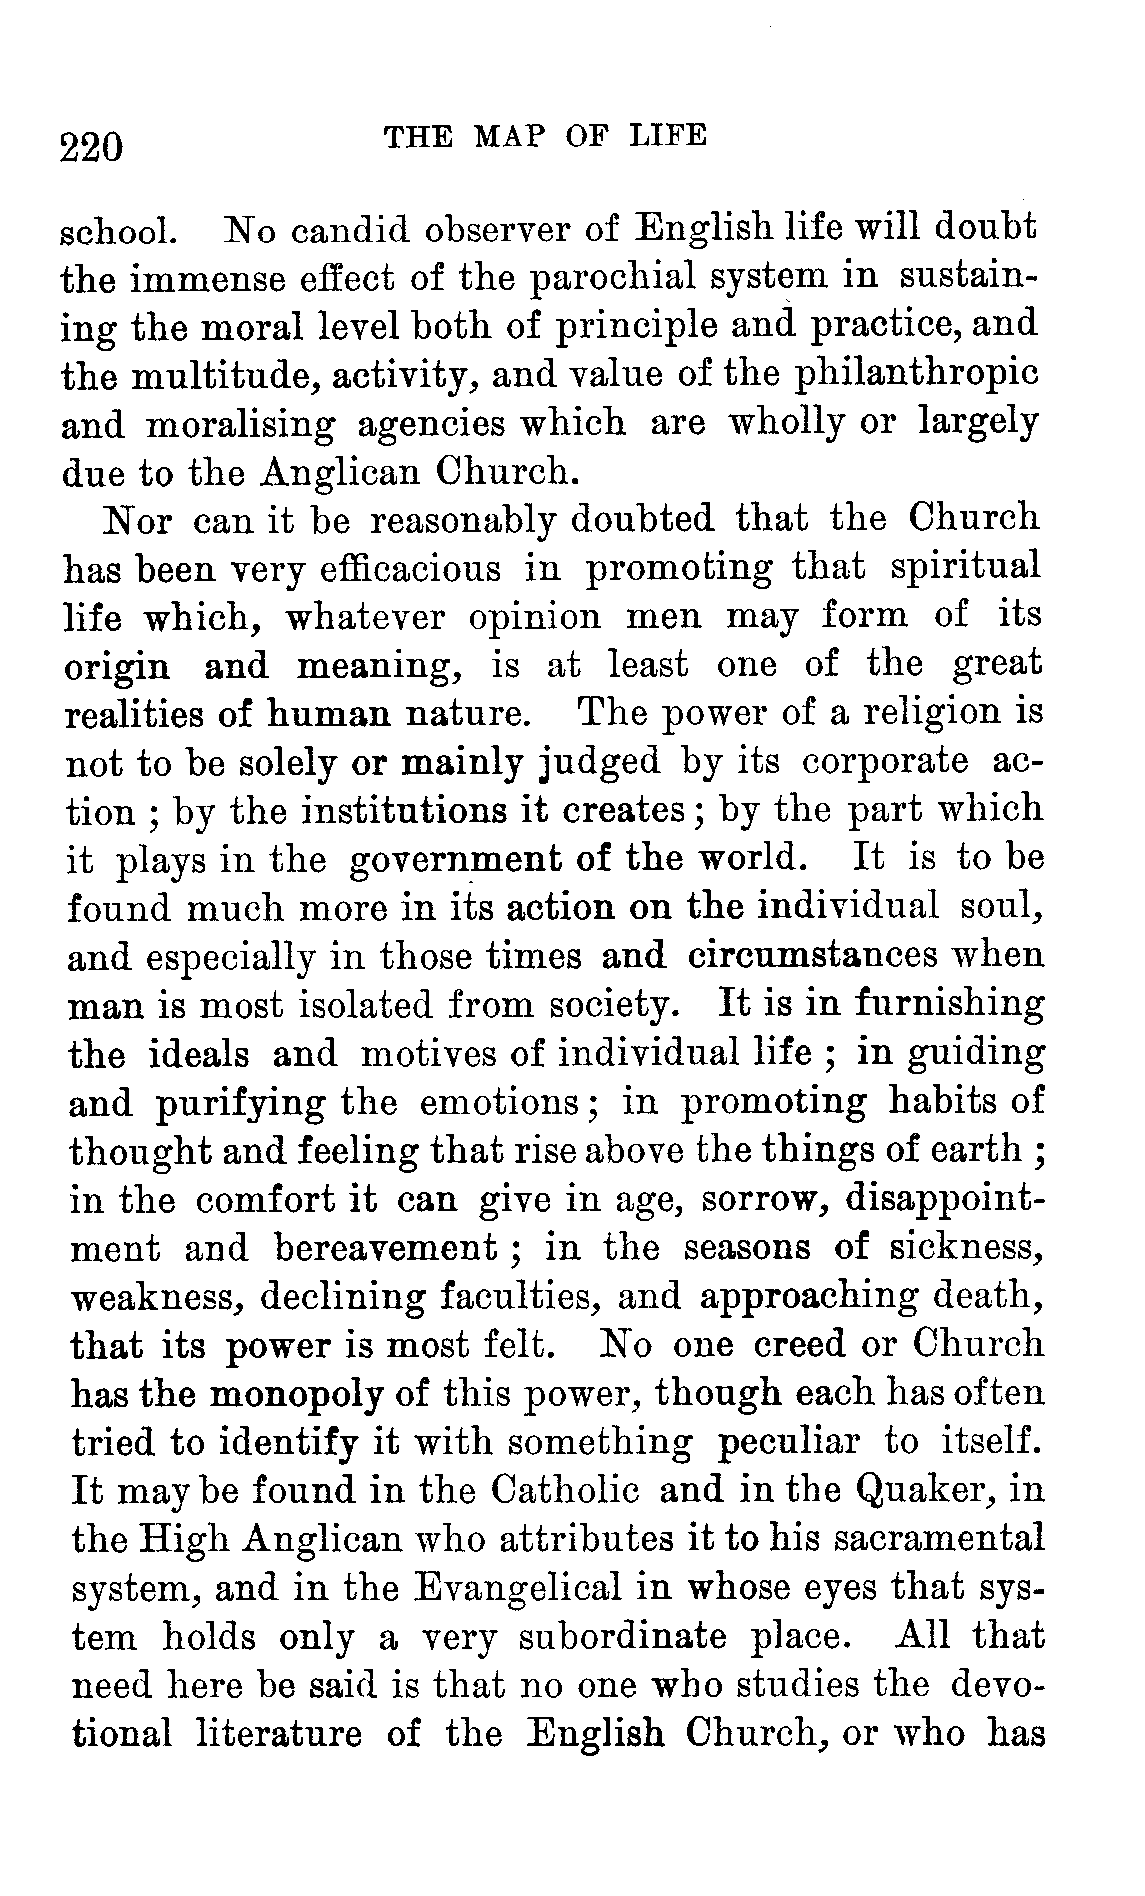 220 THE MAP OF LIFE
school. No candid observer of English life will doubt
the immense effect of the parochial system in sustain-
ing the moral level both of principle and practice, and
the multitude, activity, and value of the philanthropic
and moralising agencies which are wholly or largely
due to the Anglican Church.
Nor can it be reasonably doubted that the Church
has been very efficacious in promoting that spiritual
life which, whatever opinion men may form of its
origin and meaning, is at least one of the great
realities of human nature. The power of a religion is
not to be solely or mainly judged by its corporate ac-
tion ; by the institutions it creates ; by the part which
it plays in the government of the world. It is to be
found much more in its action on the individual soul,
and especially in those times and circumstances when
man is most isolated from society. It is in furnishing
the ideals and motives of individual life ; in guiding
and purifying the emotions ; in promoting habits of
thought and feeling that rise above the things of earth ;
in the comfort it can give in age, sorrow, disappoint-
ment and bereavement ; in the seasons of sickness,
weakness, declining faculties, and approaching death,
that its power is most felt. No one creed or Church
has the monopoly of this power, though each has often
tried to identify it with something peculiar to itself.
It may be found in the Catholic and in the Quaker, in
the High Anglican who attributes it to his sacramental
system, and in the Evangelical in whose eyes that sys-
tem holds only a very subordinate place. All that
need here be said is that no one who studies the devo-
tional literature of the English Church, or who has